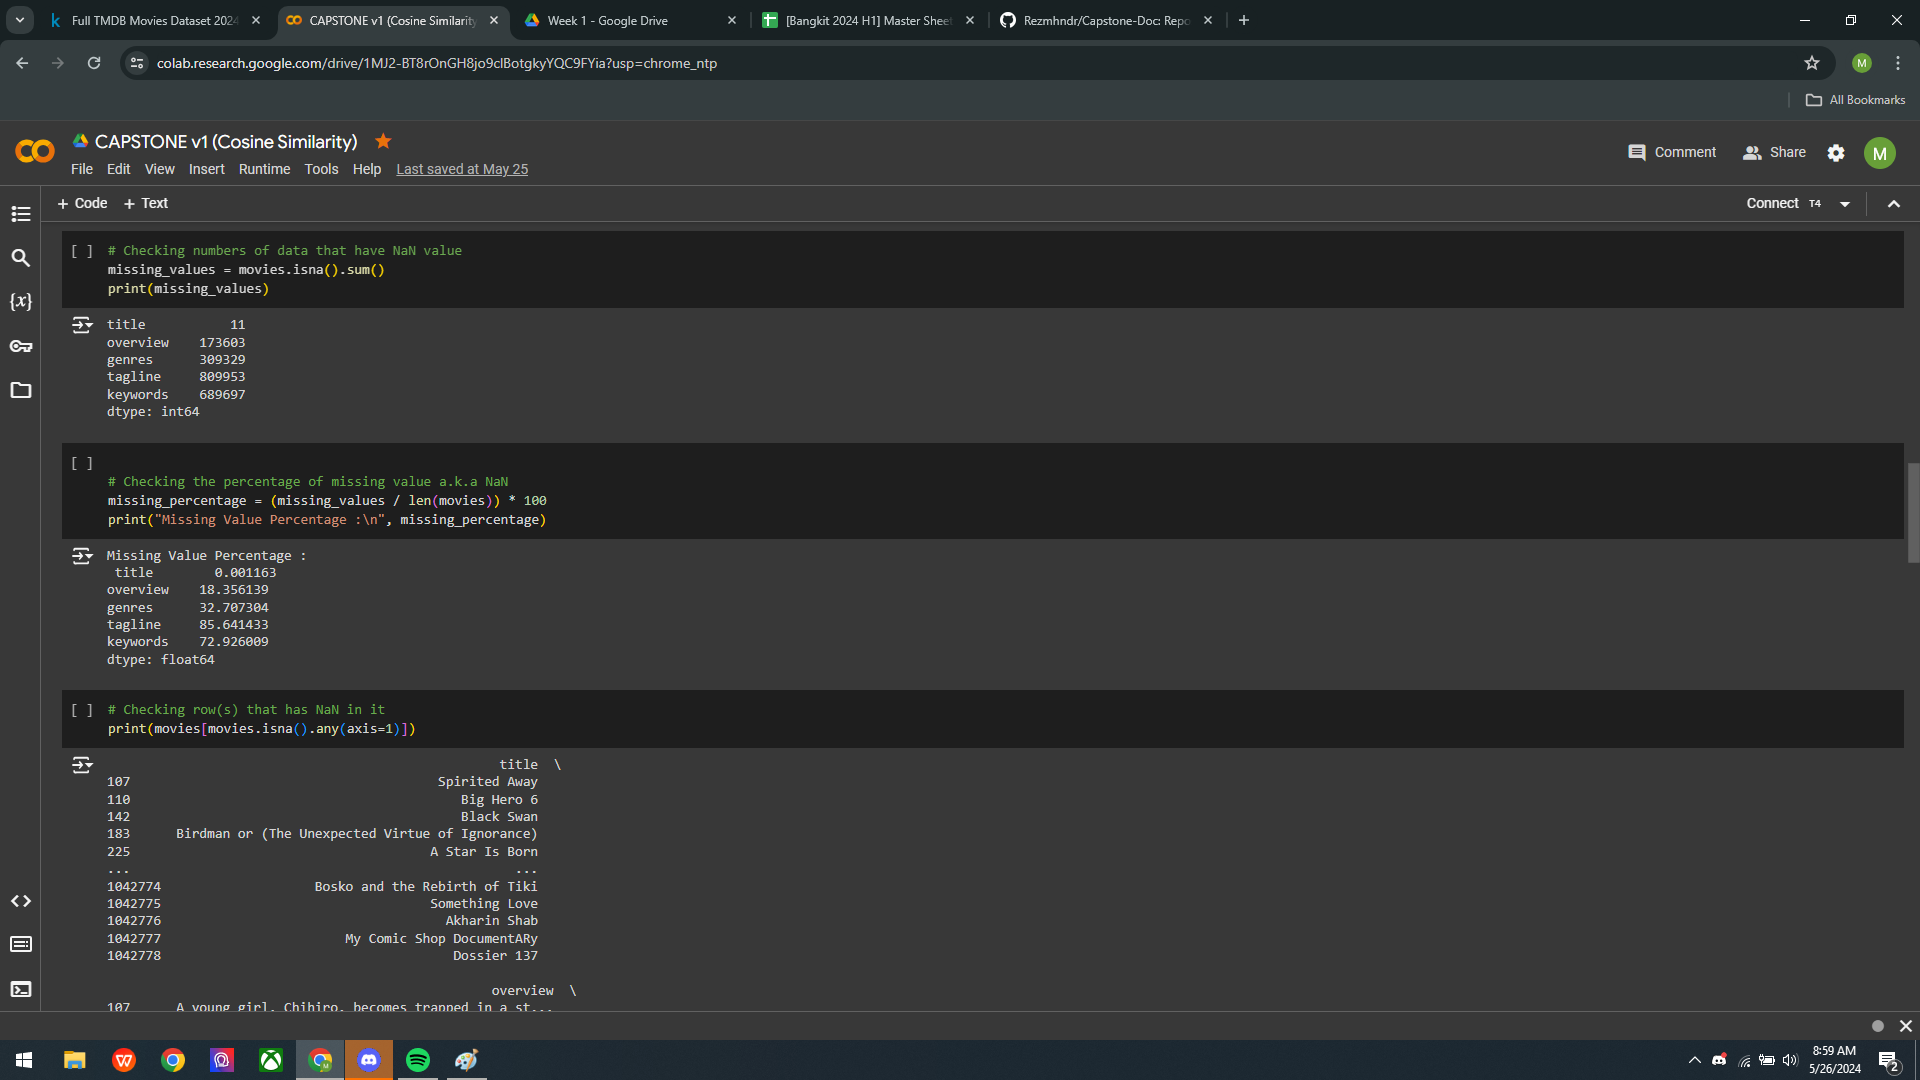 Full TMDB Movies Dataset 2024
CAPSTONE v1 (Cosine Similarity
Week 1 - Google Drive
[Bangkit 2024 H1] Master Sheet
Rezmhndr/Capstone-Doc: Repo
colab.research.google.com/drive/1MJ2-BT8rOnGH8jo9clBotgkyYQC9FYia?usp=chrome_ntp
M
All Bookmarks
CAPSTONE v1 (Cosine Similarity)
Comment
Share
M
File Edit View Insert Runtime Tools Help Last saved at May 25
+ Code + Text
Connect T4
[ ] # Checking numbers of data that have NaN value
missing_values = movies.isna().sum()
print(missing_values)
title 11
overview 173603
genres 309329
tagline 809953
keywords 689697
dtype: int64
[ ]
# Checking the percentage of missing value a.k.a NaN
missing_percentage = (missing_values / len(movies)) * 100
print("Missing Value Percentage :\n", missing_percentage)
Missing Value Percentage :
title 0.001163
overview 18.356139
genres 32.707304
tagline 85.641433
keywords 72.926009
dtype: float64
[ ] # Checking row(s) that has NaN in it
print(movies[movies.isna().any(axis=1)])
title \
107 Spirited Away
110 Big Hero 6
142 Black Swan
183 Birdman or (The Unexpected Virtue of Ignorance)
225 A Star Is Born
... ...
1042774 Bosko and the Rebirth of Tiki
1042775 Something Love
1042776 Akharin Shab
1042777 My Comic Shop DocumentARy
1042778 Dossier 137
overview \
107 A young girl, Chihiro, becomes trapped in a st...
8:59 AM
5/26/2024
2